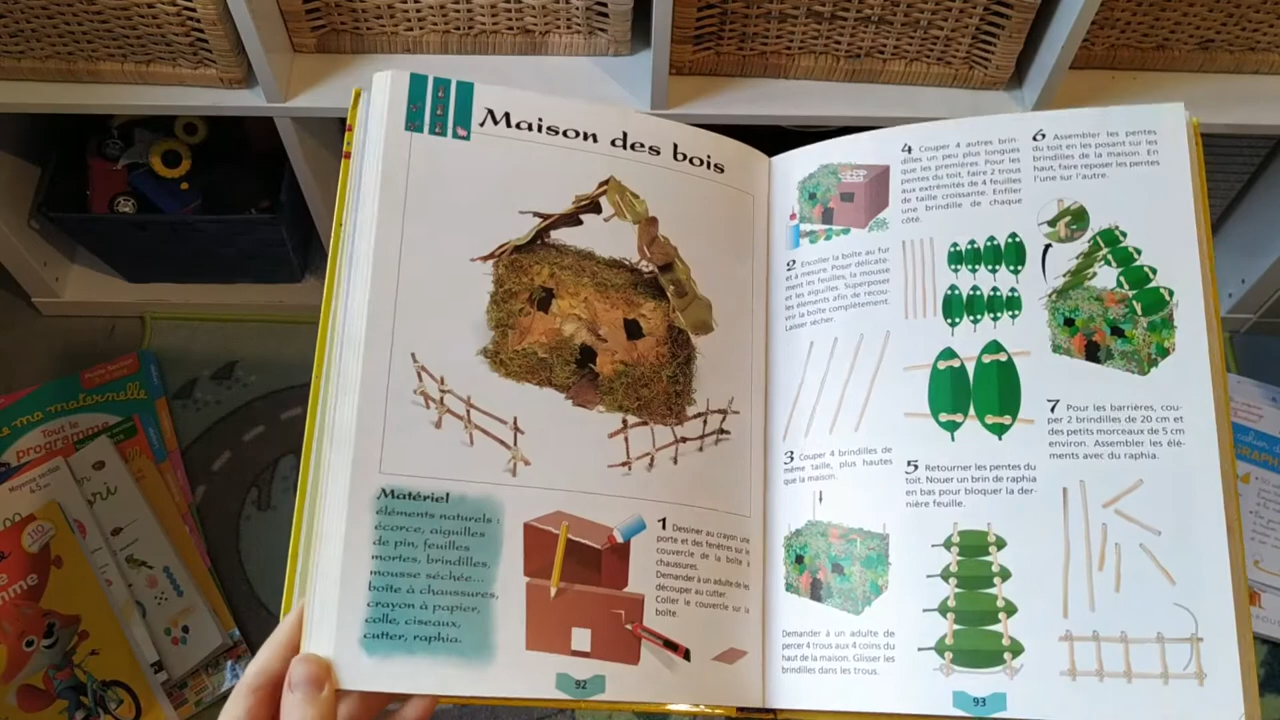 Maison des bois
Matériel
éléments naturels :
écorce, aiguilles
de pin, feuilles
mortes, brindilles,
mousse séchée...
boîte à chaussures,
crayon à papier,
colle, ciseaux,
cutter, raphia.
1 Dessiner au crayon une
porte et des fenêtres sur le
couvercle de la boîte à
chaussures.
Demander à un adulte de les
découper au cutter.
Coller le couvercle sur la
boîte.
92
2 Encoller la boîte au fur
et à mesure. Poser délicate-
ment les feuilles, la mousse
et les aiguilles. Superposer
les éléments afin de recou-
vrir la boîte complètement.
Laisser sécher.
3 Couper 4 brindilles de
même taille, plus hautes
que la maison.
Demander à un adulte de
percer 4 trous aux 4 coins du
haut de la maison. Glisser les
brindilles dans les trous.
4 Couper 4 autres brin-
dilles un peu plus longues
que les premières. Pour les
pentes du toit, faire 2 trous
aux extrémités de 4 feuilles
de taille croissante. Enfiler
une brindille de chaque
côté.
5 Retourner les pentes du
toit. Nouer un brin de raphia
en bas pour bloquer la der-
nière feuille.
6 Assembler les pentes
du toit en les posant sur les
brindilles de la maison. En
haut, faire reposer les pentes
l'une sur l'autre.
7 Pour les barrières, cou-
per 2 brindilles de 20 cm et
des petits morceaux de 5 cm
environ. Assembler les élé-
ments avec du raphia.
93
ma maternelle
Tout le
programme
Moyenne section
4-5 ans
110